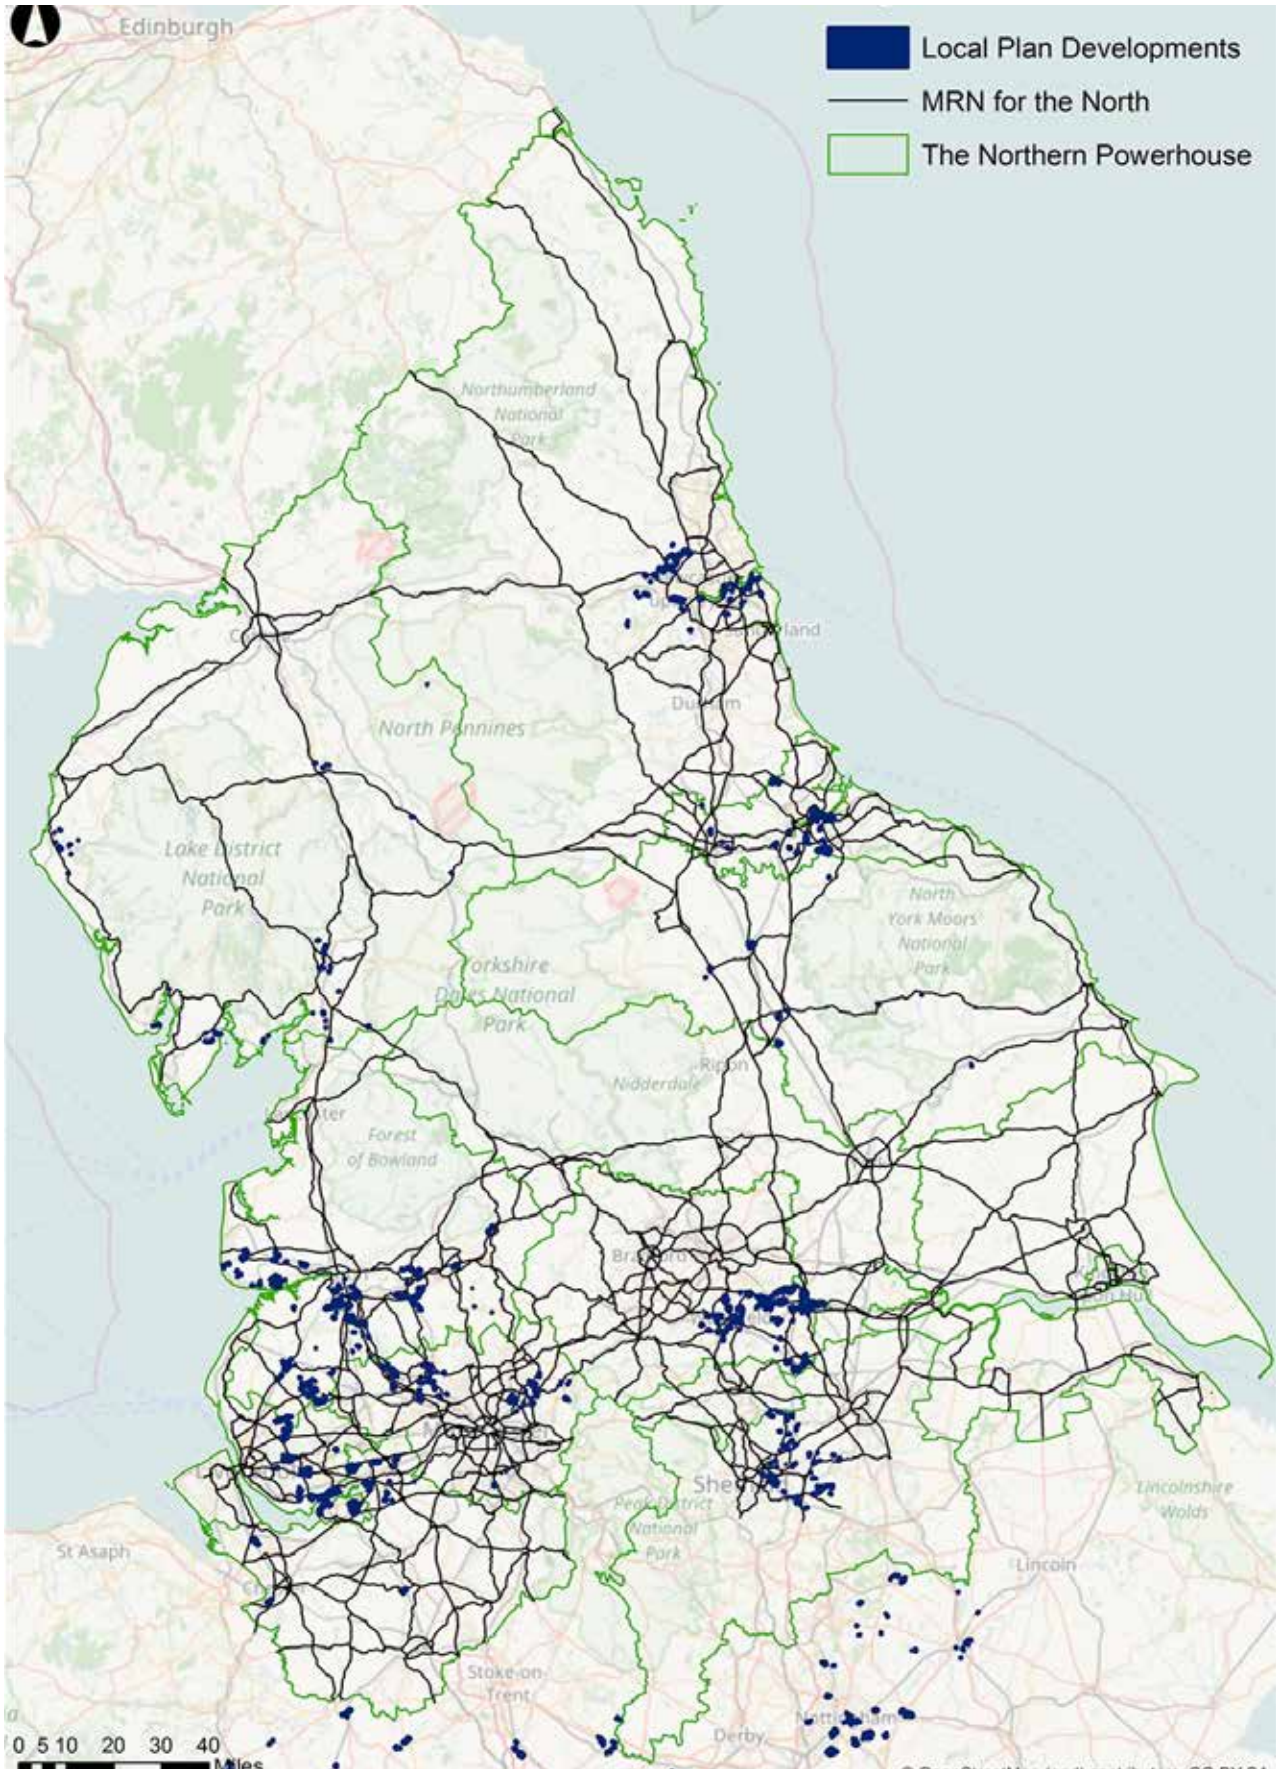 Edinburgh
Local Plan Developments
MRN for the North
The Northern Powerhouse
Northumberland
National
Park
Durham
North Pennines
Lake District
National
Park
North
York Moors
National
Park
Yorkshire
Dales National
Park
Ripon
Nidderdale
Forest
of Bowland
Lincolnshire
Wolds
Peak District
National
Park
St Asaph
Lincoln
Stoke-on-
Trent
Nottingham
Derby
0 5 10 20 30 40
Miles